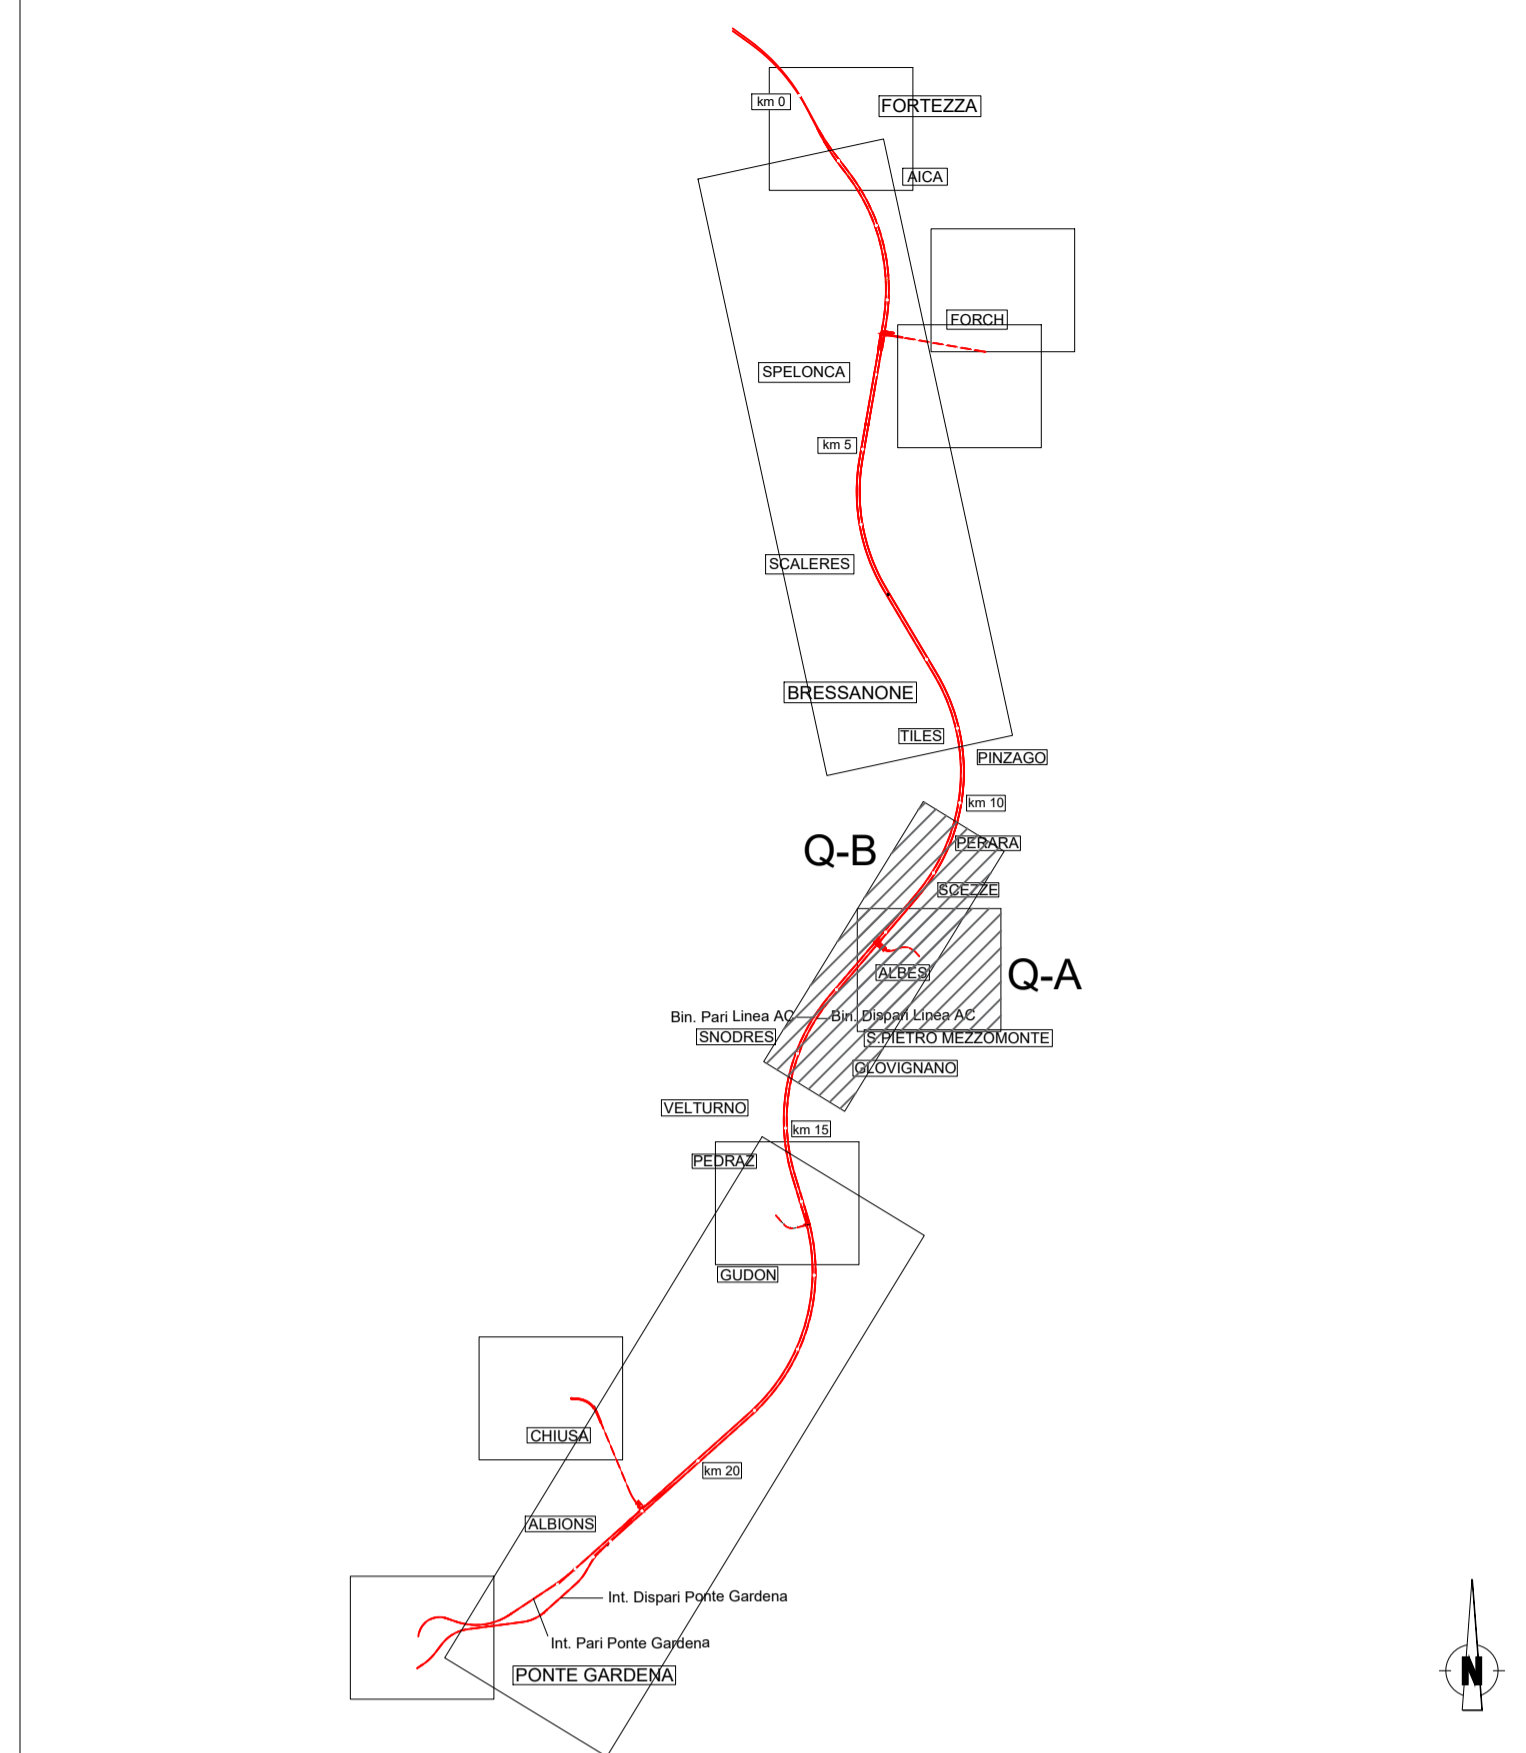 km 0
FORTEZZA
AICA
FORCH
SPELONCA
km 5
SCALERES
BRESSANONE
TILES
PINZAGO
km 10
PERARA
Q-B
SCEZZE
ALBES
Q-A
Bin. Pari Linea AC
Bin. Dispari Linea AC
SNODRES
S.PIETRO MEZZOMONTE
GLOVIGNANO
VELTURNO
km 15
PEDRAZ
GUDON
CHIUSA
km 20
ALBIONS
Int. Dispari Ponte Gardena
Int. Pari Ponte Gardena
PONTE GARDENA
N